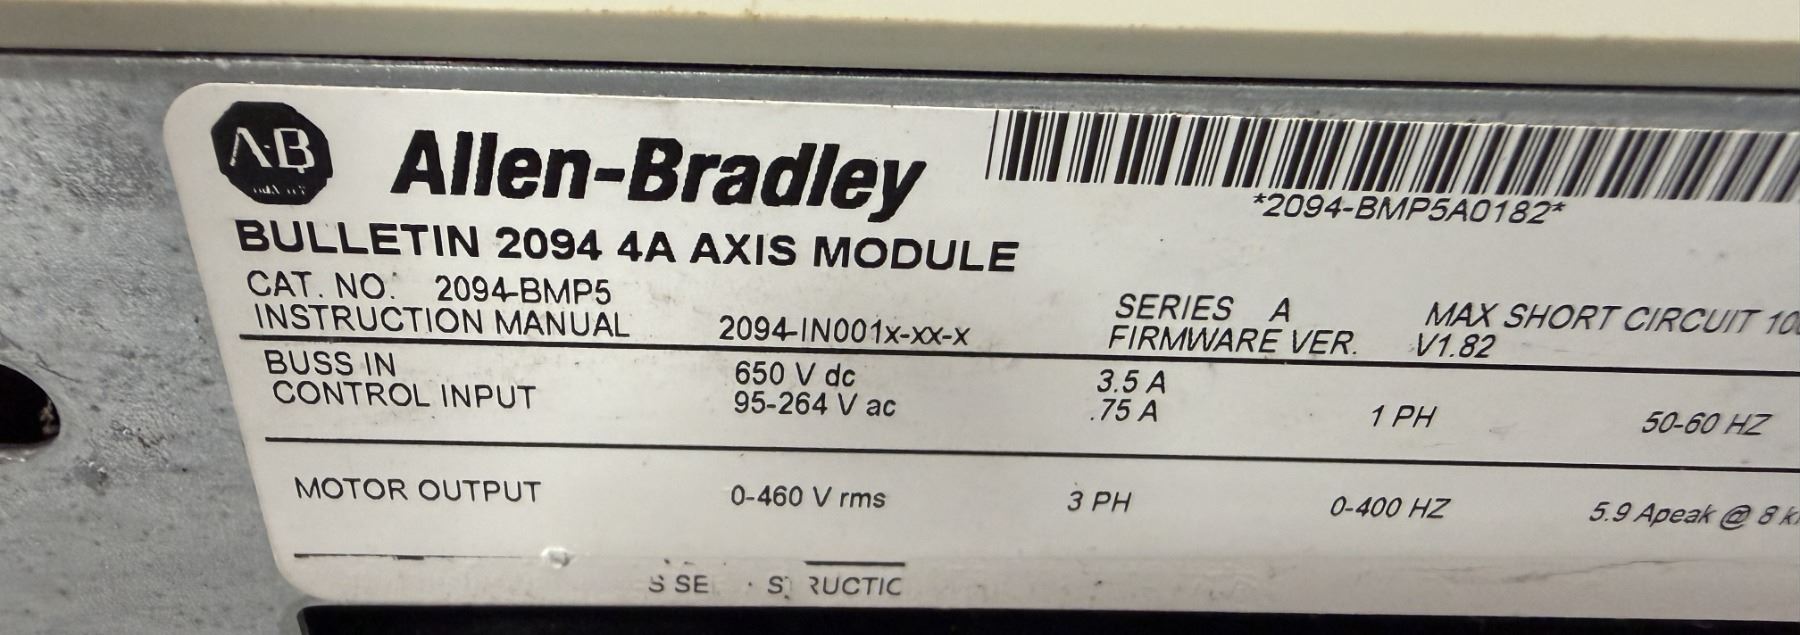 A-B
Allen-Bradley
*2094-BMP5A0182*
BULLETIN 2094 4A AXIS MODULE
CAT. NO. 2094-BMP5 SERIES A MAX SHORT CIRCUIT
INSTRUCTION MANUAL 2094-IN001x-xx-x FIRMWARE VER. V1.82
BUSS IN 650 V dc 3.5 A
CONTROL INPUT 95-264 V ac .75 A 1 PH 50-60 HZ
MOTOR OUTPUT 0-460 V rms 3 PH 0-400 HZ 5.9 Apeak @ 8